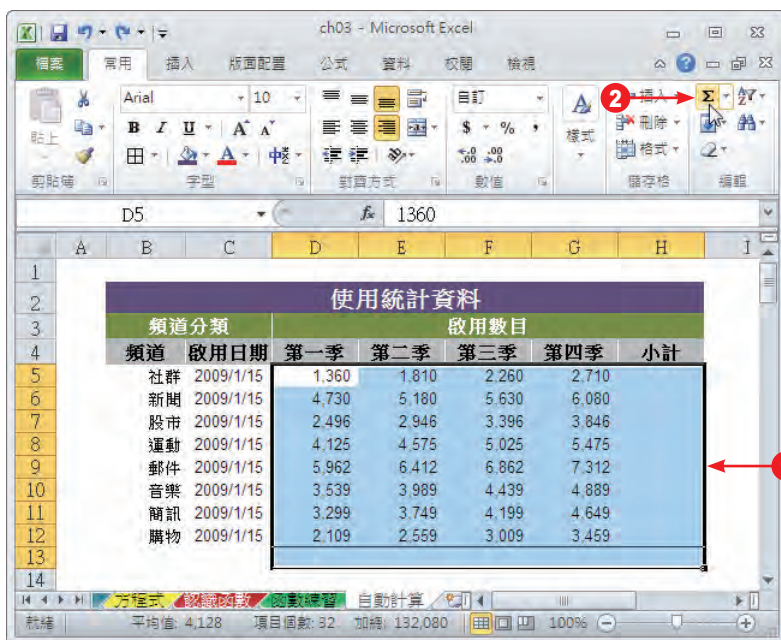 ch03 - Microsoft Excel
檔案 常用 插入 版面配置 公式 資料 校閱 檢視
Arial 10 自訂 插入 Σ
2
貼上 B I U A A $ % , 樣式 刪除
A 中 .00 格式
剪貼簿 字型 對齊方式 數值 儲存格 編輯
D5 fx 1360
A B C D E F G H I
1
2 使用統計資料
3 頻道分類 啟用數目
4 頻道 啟用日期 第一季 第二季 第三季 第四季 小計
5 社群 2009/1/15 1,360 1,810 2,260 2,710
6 新聞 2009/1/15 4,730 5,180 5,630 6,080
7 股市 2009/1/15 2,496 2,946 3,396 3,846
8 運動 2009/1/15 4,125 4,575 5,025 5,475
9 郵件 2009/1/15 5,962 6,412 6,862 7,312
10 音樂 2009/1/15 3,539 3,989 4,439 4,889
11 簡訊 2009/1/15 3,299 3,749 4,199 4,649
12 購物 2009/1/15 2,109 2,559 3,009 3,459
13
14
方程式 認識函數 函數練習 自動計算
就緒 平均值: 4,128 項目個數: 32 加總: 132,080 100%